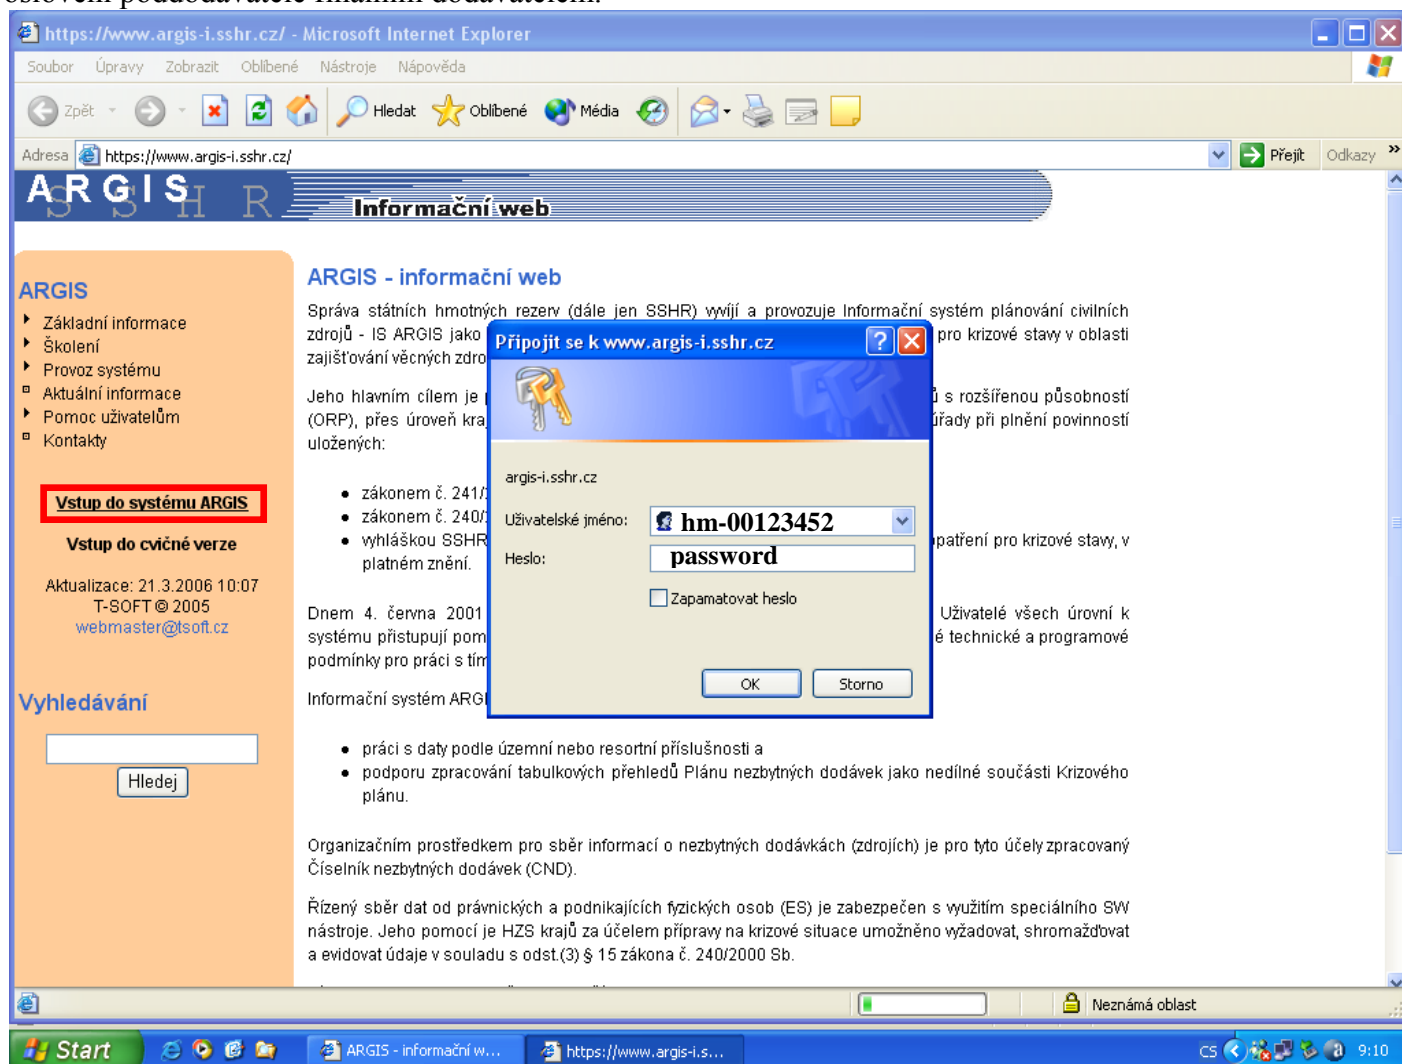 https://www.argis-i.sshr.cz/ - Microsoft Internet Explorer
Soubor Úpravy Zobrazit Oblíbené Nástroje Nápověda
Zpět Hledat Oblíbené Média
Adresa https://www.argis-i.sshr.cz/ Přejít Odkazy »
ARGIS
SSHR
Informační web
ARGIS
Základní informace
Školení
Provoz systému
Aktuální informace
Pomoc uživatelům
Kontakty
Vstup do systému ARGIS
Vstup do cvičné verze
Aktualizace: 21.3.2006 10:07
T-SOFT © 2005
webmaster@tsoft.cz
Vyhledávání
Hledej
ARGIS - informační web
Správa státních hmotných rezerv (dále jen SSHR) vyvíjí a provozuje Informační systém plánování civilních
zdrojů - IS ARGIS jako pro krizové stavy v oblasti
zajišťování věcných zdro
Jeho hlavním cílem je s rozšířenou působností
(ORP), přes úroveň kra úřady při plnění povinností
uložených:
zákonem č. 241/
zákonem č. 240/
vyhláškou SSHR patření pro krizové stavy, v
platném znění.
Dnem 4. června 2001 Uživatelé všech úrovní k
systému přistupují pom é technické a programové
podmínky pro práci s tím
Informační systém ARGI
práci s daty podle územní nebo resortní příslušnosti a
podporu zpracování tabulkových přehledů Plánu nezbytných dodávek jako nedílné součásti Krizového
plánu.
Organizačním prostředkem pro sběr informací o nezbytných dodávkách (zdrojích) je pro tyto účely zpracovaný
Číselník nezbytných dodávek (CND).
Řízený sběr dat od právnických a podnikajících fyzických osob (ES) je zabezpečen s využitím speciálního SW
nástroje. Jeho pomocí je HZS krajů za účelem přípravy na krizové situace umožněno vyžadovat, shromažďovat
a evidovat údaje v souladu s odst.(3) § 15 zákona č. 240/2000 Sb.
Připojit se k www.argis-i.sshr.cz
argis-i.sshr.cz
Uživatelské jméno: hm-00123452
Heslo: password
Zapamatovat heslo
OK Storno
Neznámá oblast
Start ARGIS - informační w... https://www.argis-i.s... CS 9:10